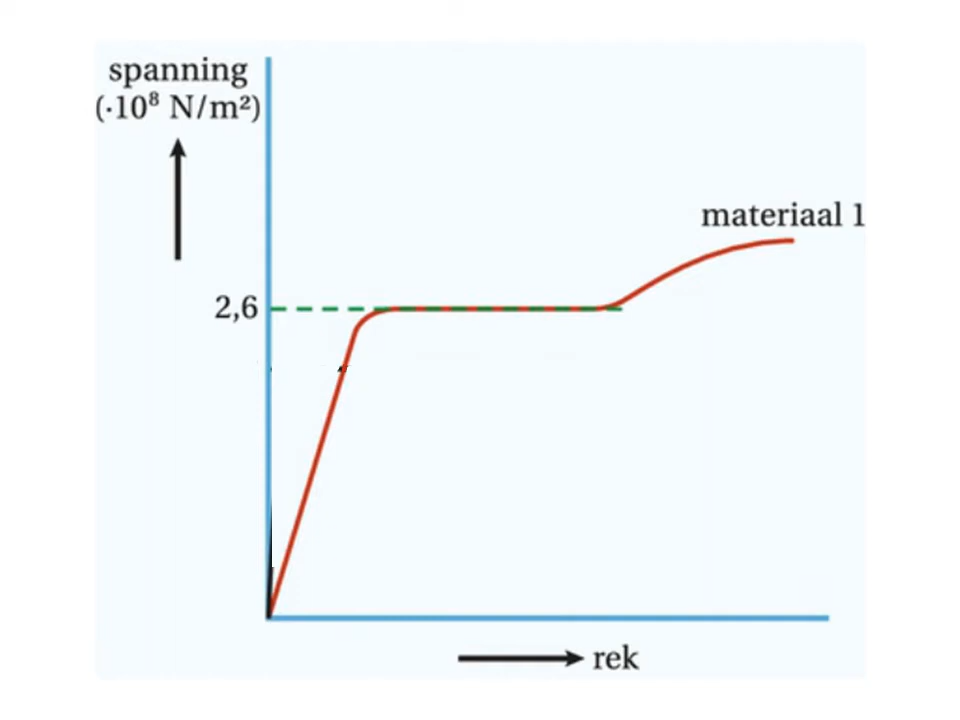 spanning
(·10⁸ N/m²)
materiaal 1
2,6
rek